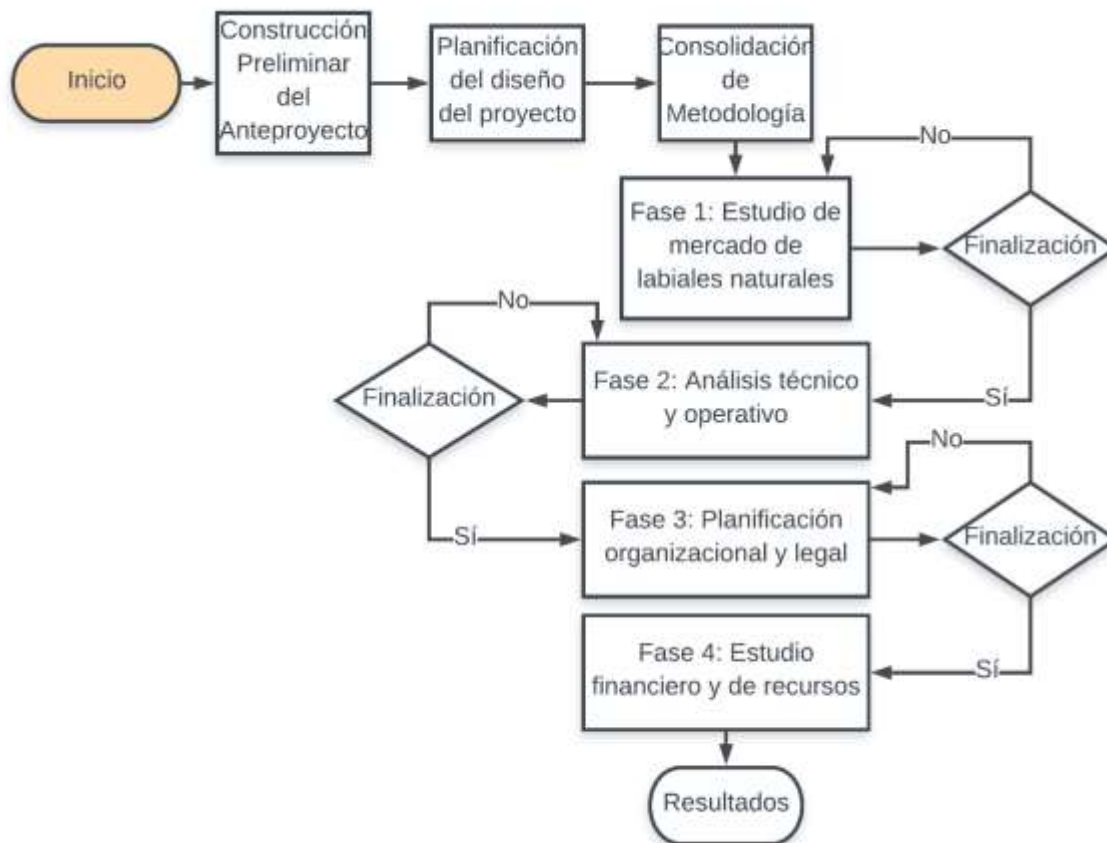 Inicio
Construcción
Preliminar
del
Anteproyecto
Planificación
del diseño
del proyecto
Consolidación
de
Metodología
No
Fase 1: Estudio de
mercado de
labiales naturales
Finalización
Sí
No
Finalización
Fase 2: Análisis técnico
y operativo
Sí
No
Fase 3: Planificación
organizacional y legal
Finalización
Sí
Fase 4: Estudio
financiero y de recursos
Resultados